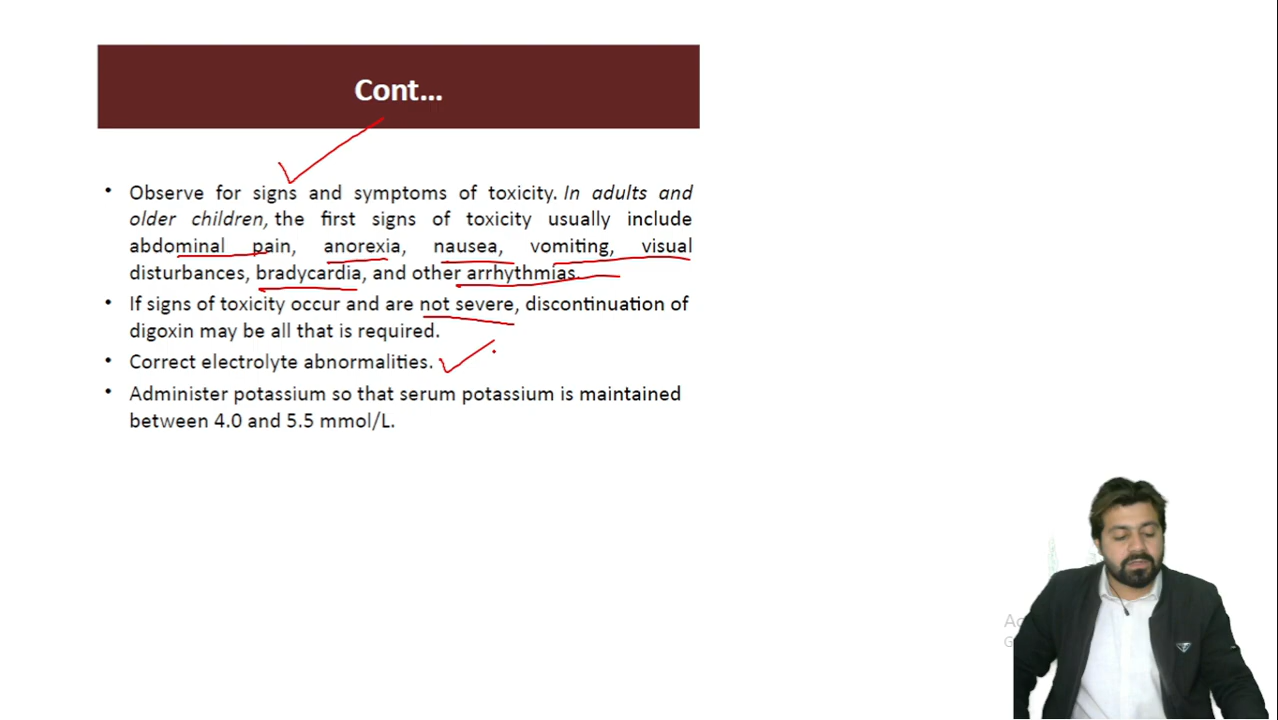 Cont...
• Observe for signs and symptoms of toxicity. In adults and
older children, the first signs of toxicity usually include
abdominal pain, anorexia, nausea, vomiting, visual
disturbances, bradycardia, and other arrhythmias.
• If signs of toxicity occur and are not severe, discontinuation of
digoxin may be all that is required.
• Correct electrolyte abnormalities.
• Administer potassium so that serum potassium is maintained
between 4.0 and 5.5 mmol/L.